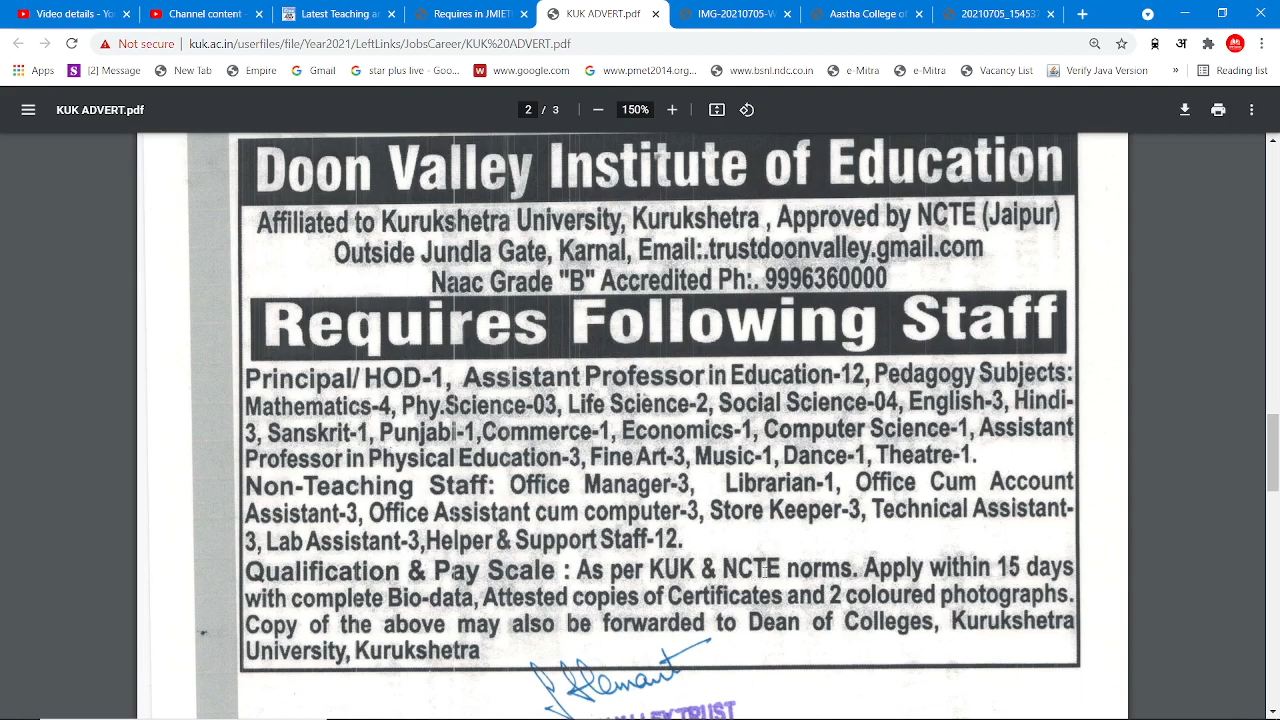 Video details - Yo
Channel content -
Latest Teaching an
Requires in JMIET
KUK ADVERT.pdf
IMG-20210705-W
Aastha College of
20210705_154537
Not secure
kuk.ac.in/userfiles/file/Year2021/LeftLinks/JobsCareer/KUK%20ADVERT.pdf
Apps
[2] Message
New Tab
Empire
Gmail
star plus live - Goo...
www.google.com
www.pmet2014.org...
www.bsnl.ndc.co.in
e-Mitra
e-Mitra
Vacancy List
Verify Java Version
Reading list
KUK ADVERT.pdf
2 / 3
150%
Doon Valley Institute of Education
Affiliated to Kurukshetra University, Kurukshetra , Approved by NCTE (Jaipur)
Outside Jundla Gate, Karnal, Email:.trustdoonvalley.gmail.com
Naac Grade "B" Accredited Ph:. 9996360000
Requires Following Staff
Principal/ HOD-1, Assistant Professor in Education-12, Pedagogy Subjects:
Mathematics-4, Phy.Science-03, Life Science-2, Social Science-04, English-3, Hindi-
3, Sanskrit-1, Punjabi-1,Commerce-1, Economics-1, Computer Science-1, Assistant
Professor in Physical Education-3, Fine Art-3, Music-1, Dance-1, Theatre-1.
Non-Teaching Staff: Office Manager-3, Librarian-1, Office Cum Account
Assistant-3, Office Assistant cum computer-3, Store Keeper-3, Technical Assistant-
3, Lab Assistant-3,Helper & Support Staff-12.
Qualification & Pay Scale : As per KUK & NCTE norms. Apply within 15 days
with complete Bio-data, Attested copies of Certificates and 2 coloured photographs.
Copy of the above may also be forwarded to Dean of Colleges, Kurukshetra
University, Kurukshetra
TRUST